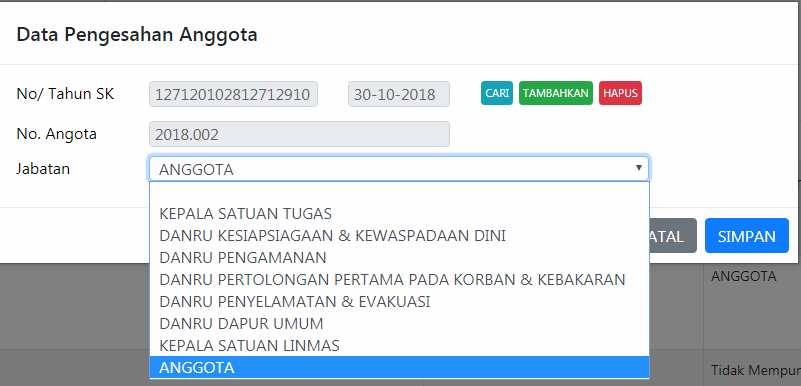 Data Pengesahan Anggota
No/ Tahun SK 127120102812712910 30-10-2018 CARI TAMBAHKAN HAPUS
No. Angota 2018.002
Jabatan ANGGOTA
KEPALA SATUAN TUGAS
DANRU KESIAPSIAGAAN & KEWASPADAAN DINI
DANRU PENGAMANAN
DANRU PERTOLONGAN PERTAMA PADA KORBAN & KEBAKARAN
DANRU PENYELAMATAN & EVAKUASI
DANRU DAPUR UMUM
KEPALA SATUAN LINMAS
ANGGOTA
ATAL SIMPAN
ANGGOTA
Tidak Mempun